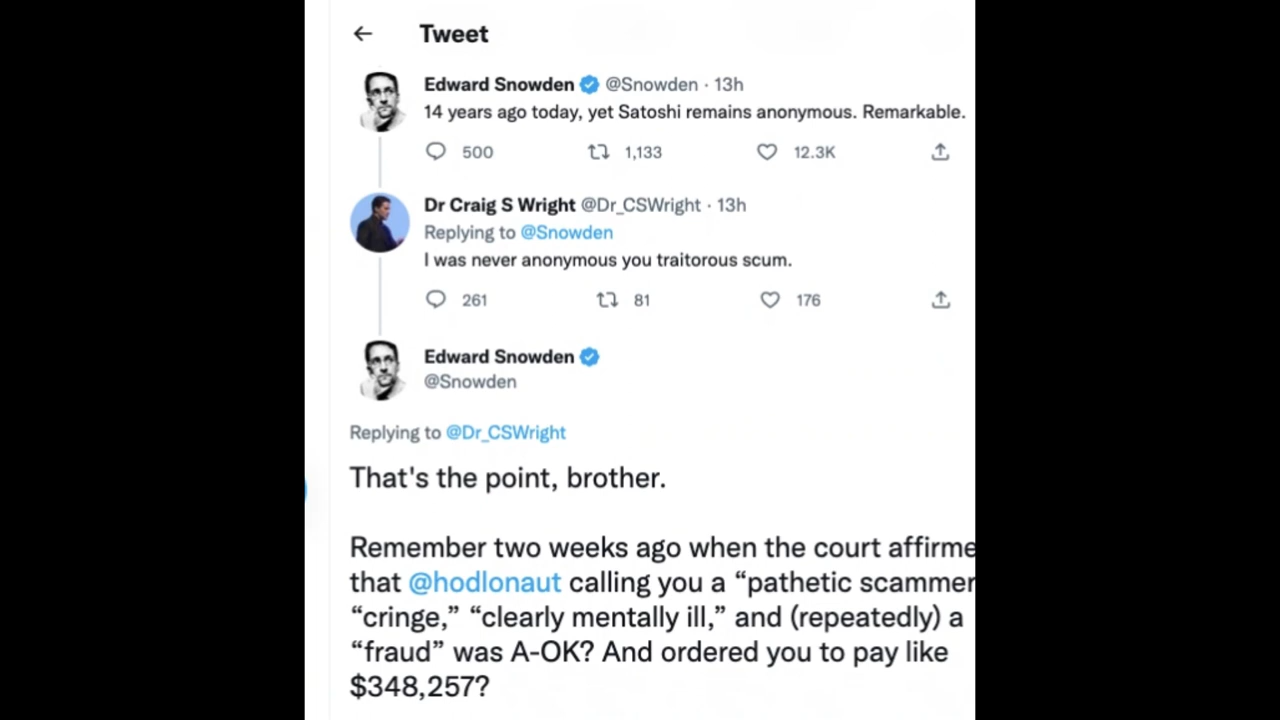 Tweet
Edward Snowden @Snowden · 13h
14 years ago today, yet Satoshi remains anonymous. Remarkable.
500 1,133 12.3K
Dr Craig S Wright @Dr_CSWright · 13h
Replying to @Snowden
I was never anonymous you traitorous scum.
261 81 176
Edward Snowden
@Snowden
Replying to @Dr_CSWright
That's the point, brother.
Remember two weeks ago when the court affirme
that @hodlonaut calling you a “pathetic scammer
“cringe,” “clearly mentally ill,” and (repeatedly) a
“fraud” was A-OK? And ordered you to pay like
$348,257?